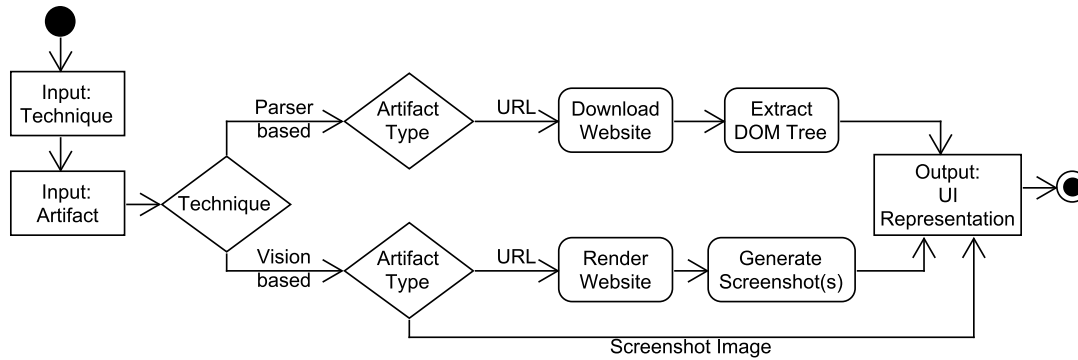 Input:
Technique
Input:
Artifact
Technique
Parser
based
Artifact
Type
URL
Download
Website
Extract
DOM Tree
Output:
UI
Representation
Vision
based
Artifact
Type
URL
Render
Website
Generate
Screenshot(s)
Screenshot Image